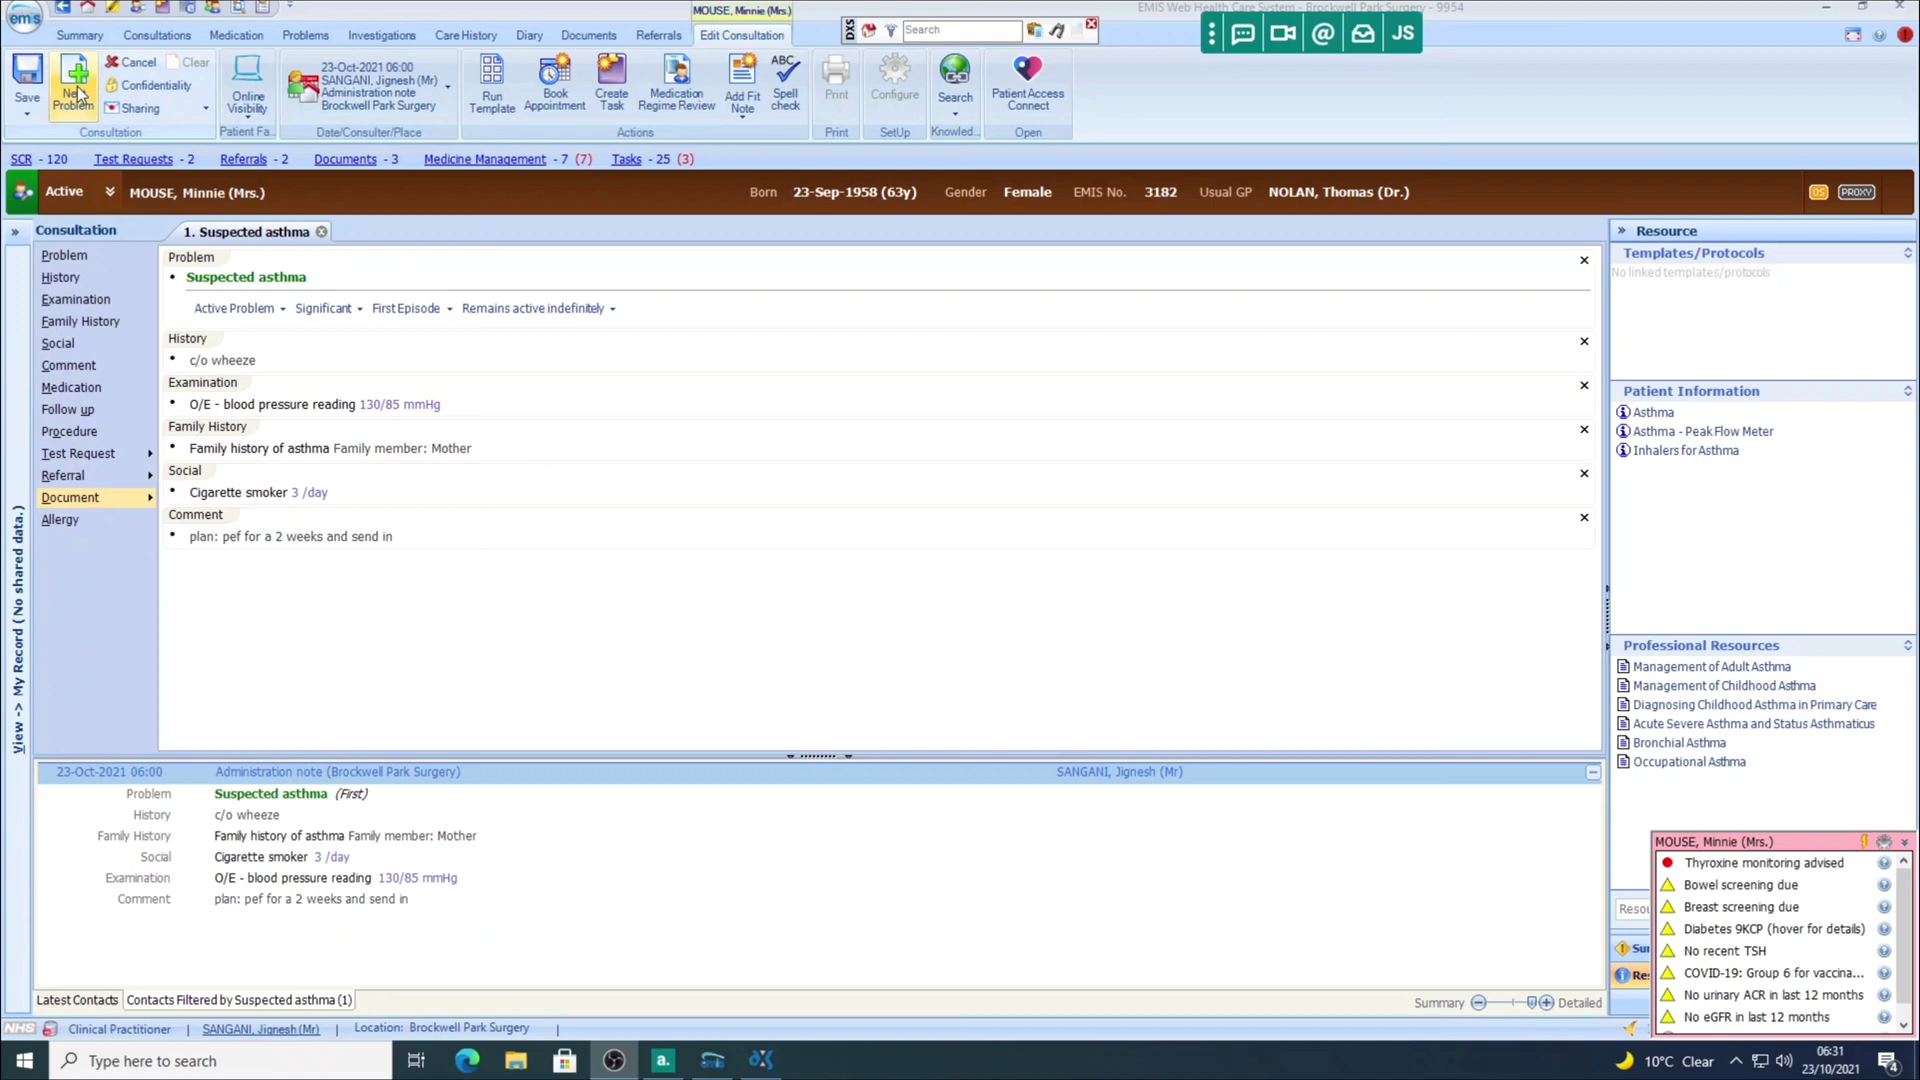 emis
MOUSE, Minnie (Mrs.)
EMIS Web Health Care System - Brockwell Park Surgery - 9954
Summary Consultations Medication Problems Investigations Care History Diary Documents Referrals Edit Consultation
DXS Search
@ JS
Save
New Problem
Cancel Clear
Confidentiality
Sharing
Online Visibility
23-Oct-2021 06:00
SANGANI, Jignesh (Mr)
Administration note
Brockwell Park Surgery
Run Template
Book Appointment
Create Task
Medication Regime Review
Add Fit Note
ABC
Spell check
Print
Configure
Search
Patient Access Connect
Consultation Patient Fa... Date/Consulter/Place Actions Print SetUp Knowled... Open
SCR - 120 Test Requests - 2 Referrals - 2 Documents - 3 Medicine Management - 7 (7) Tasks - 25 (3)
Active MOUSE, Minnie (Mrs.) Born 23-Sep-1958 (63y) Gender Female EMIS No. 3182 Usual GP NOLAN, Thomas (Dr.) OS PROXY
View -> My Record (No shared data.)
Consultation
Problem
History
Examination
Family History
Social
Comment
Medication
Follow up
Procedure
Test Request
Referral
Document
Allergy
1. Suspected asthma
Problem
• Suspected asthma
Active Problem Significant First Episode Remains active indefinitely
History
• c/o wheeze
Examination
• O/E - blood pressure reading 130/85 mmHg
Family History
• Family history of asthma Family member: Mother
Social
• Cigarette smoker 3 /day
Comment
• plan: pef for a 2 weeks and send in
Resource
Templates/Protocols
No linked templates/protocols
Patient Information
Asthma
Asthma - Peak Flow Meter
Inhalers for Asthma
Professional Resources
Management of Adult Asthma
Management of Childhood Asthma
Diagnosing Childhood Asthma in Primary Care
Acute Severe Asthma and Status Asthmaticus
Bronchial Asthma
Occupational Asthma
Resou
Sur
Res
MOUSE, Minnie (Mrs.)
Thyroxine monitoring advised
Bowel screening due
Breast screening due
Diabetes 9KCP (hover for details)
No recent TSH
COVID-19: Group 6 for vaccina...
No urinary ACR in last 12 months
No eGFR in last 12 months
23-Oct-2021 06:00 Administration note (Brockwell Park Surgery) SANGANI, Jignesh (Mr)
Problem Suspected asthma (First)
History c/o wheeze
Family History Family history of asthma Family member: Mother
Social Cigarette smoker 3 /day
Examination O/E - blood pressure reading 130/85 mmHg
Comment plan: pef for a 2 weeks and send in
Latest Contacts Contacts Filtered by Suspected asthma (1) Summary Detailed
NHS Clinical Practitioner | SANGANI, Jignesh (Mr) | Location: Brockwell Park Surgery |
Type here to search a. 10°C Clear 06:31
23/10/2021 4